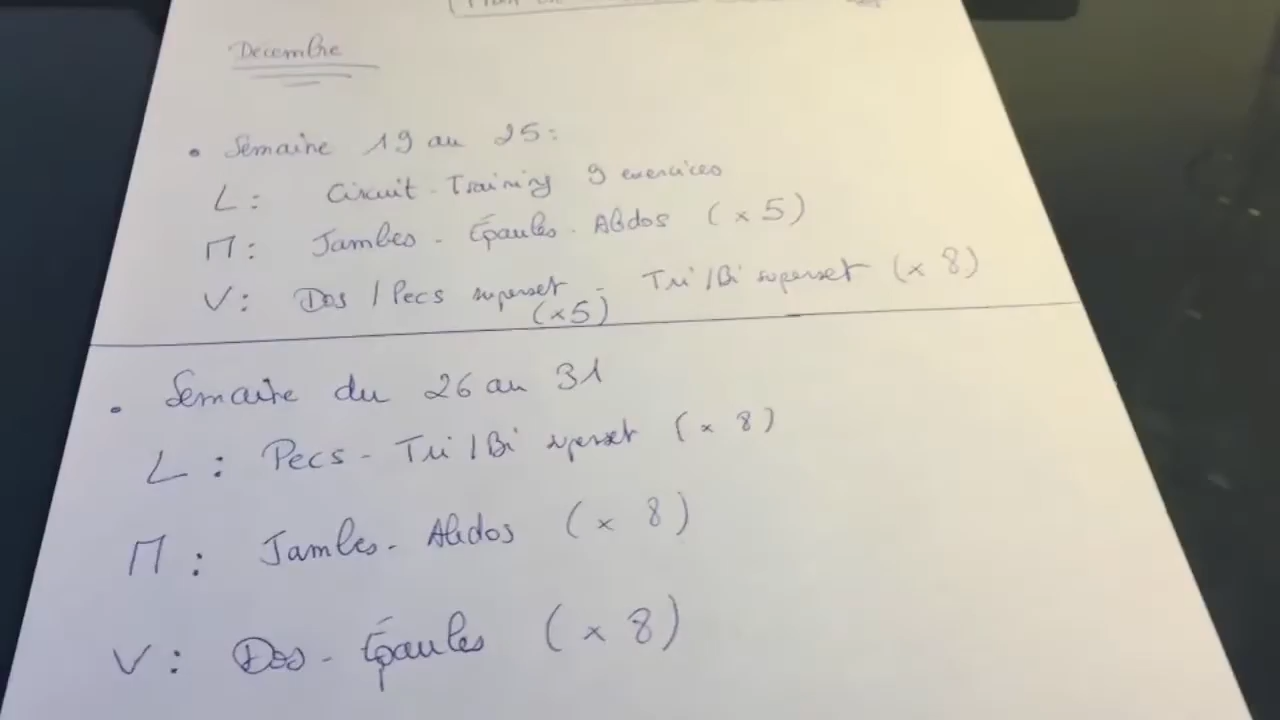 Decembre
• Semaine 19 au 25:
L: Circuit-Training 9 exercices
M: Jambes - Épaules - Abdos (x5)
V: Dos / Pecs superset - Tri/Bi superset (x 8)
(x5)
• Semaine du 26 au 31
L: Pecs - Tri/Bi superset (x 8)
M: Jambes - Abdos (x 8)
V: Dos - Épaules (x 8)